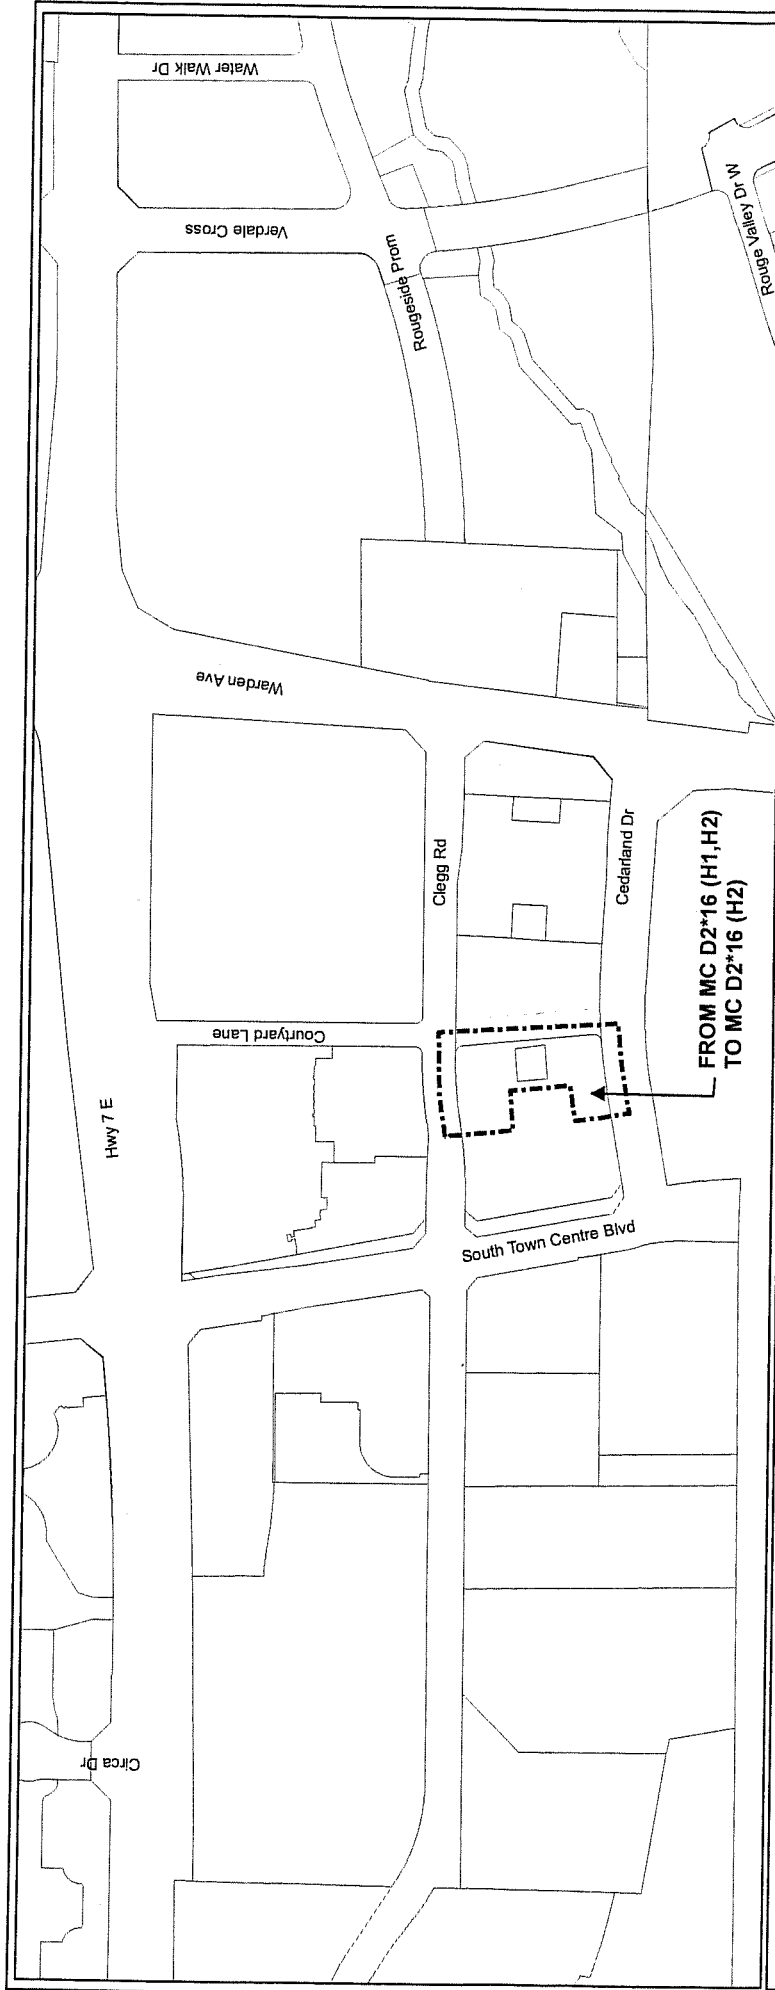 Circa Dr
Hwy 7 E
Courtyard Lane
Clegg Rd
South Town Centre Blvd
Cedarland Dr
Warden Ave
Verdale Cross
Water Walk Dr
Rougeside Prom
Rouge Valley Dr W
FROM MC D2*16 (H1,H2)
TO MC D2*16 (H2)